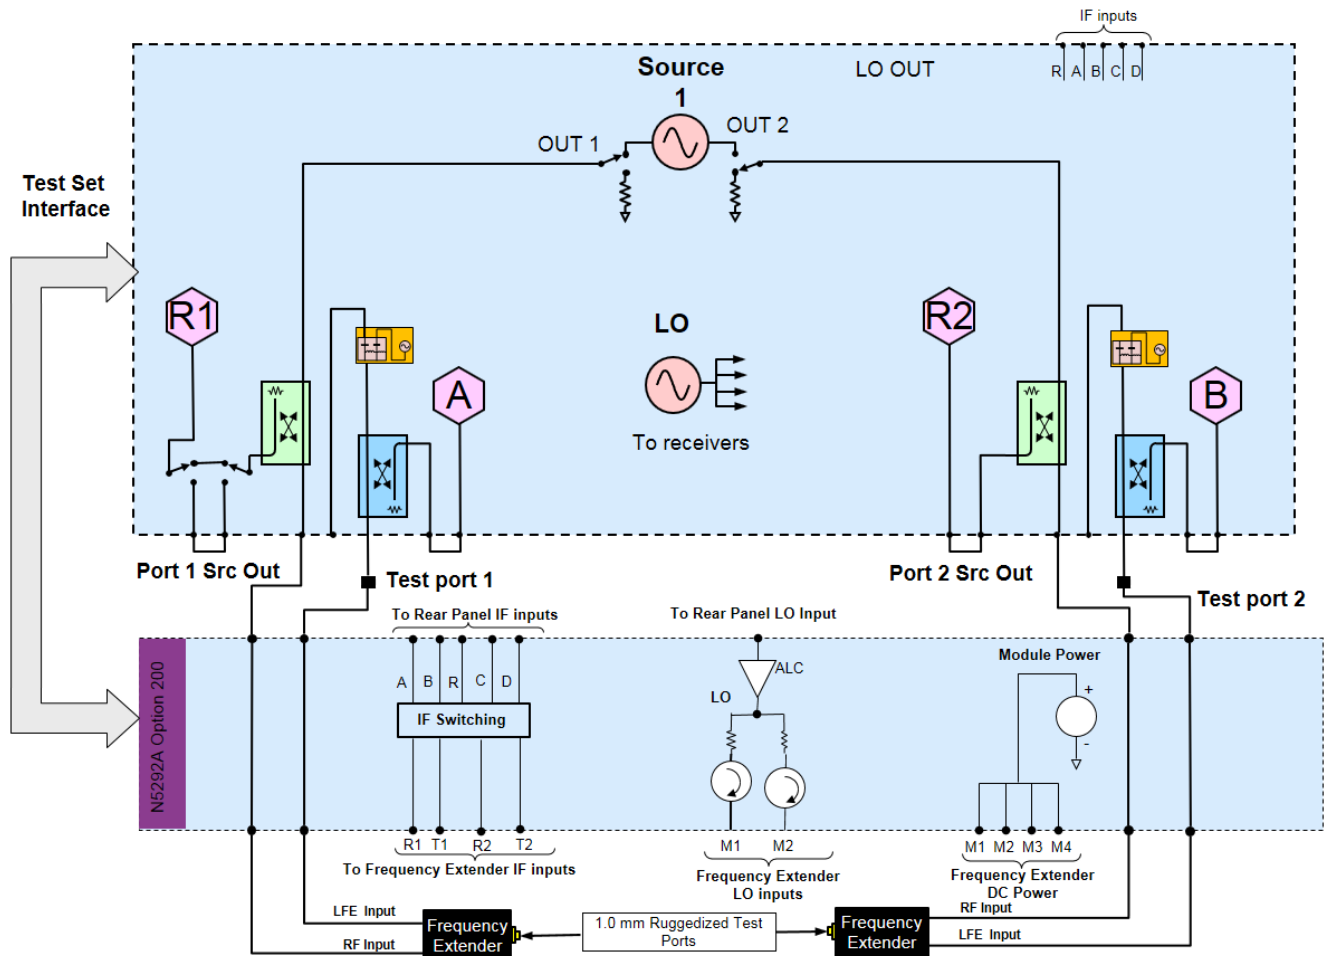 IF inputs
R A B C D
Source
1
LO OUT
OUT 1
OUT 2
Test Set
Interface
R1
A
LO
To receivers
R2
B
Port 1 Src Out
Test port 1
Port 2 Src Out
Test port 2
To Rear Panel IF inputs
To Rear Panel LO Input
Module Power
N5292A Option 200
A B R C D
IF Switching
ALC
LO
+
-
R1 T1 R2 T2
To Frequency Extender IF inputs
M1 M2
Frequency Extender
LO inputs
M1 M2 M3 M4
Frequency Extender
DC Power
LFE Input
RF Input
Frequency
Extender
1.0 mm Ruggedized Test
Ports
Frequency
Extender
RF Input
LFE Input